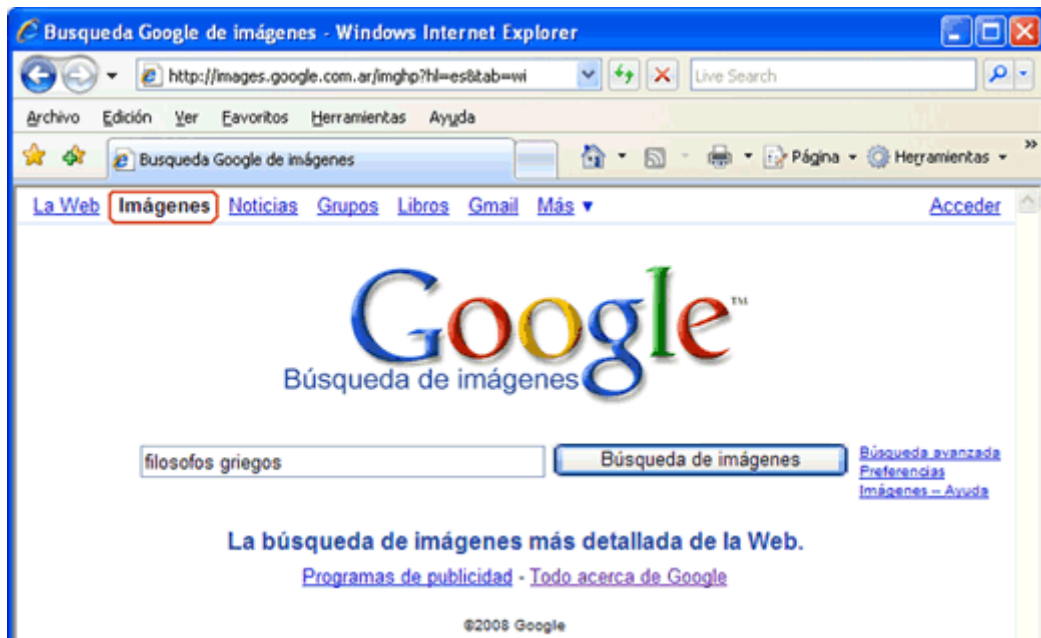 Busqueda Google de imágenes - Windows Internet Explorer
http://images.google.com.ar/imghp?hl=es&tab=wi Live Search
Archivo Edición Ver Favoritos Herramientas Ayuda
Busqueda Google de imágenes Página Herramientas »
La Web Imágenes Noticias Grupos Libros Gmail Más ▼ Acceder
Google™
Búsqueda de imágenes
filosofos griegos Búsqueda de imágenes Búsqueda avanzada
Preferencias
Imágenes – Ayuda
La búsqueda de imágenes más detallada de la Web.
Programas de publicidad - Todo acerca de Google
©2008 Google